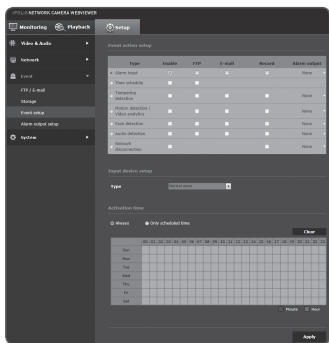 iPOLiS NETWORK CAMERA WEBVIEWER
Monitoring Playback Setup
Video & Audio
Network
Event
FTP / E-mail
Storage
Event setup
Alarm output setup
System
Event action setup
Type Enable FTP E-mail Record Alarm output
Alarm input None
Time schedule
Tampering detection None
Motion detection / Video analytics None
Face detection None
Audio detection None
Network disconnection None
Input device setup
Type Normal open
Activation time
Always Only scheduled time
Clear
00 01 02 03 04 05 06 07 08 09 10 11 12 13 14 15 16 17 18 19 20 21 22 23
Sun
Mon
Tue
Wed
Thu
Fri
Sat
Minute Hour
Apply